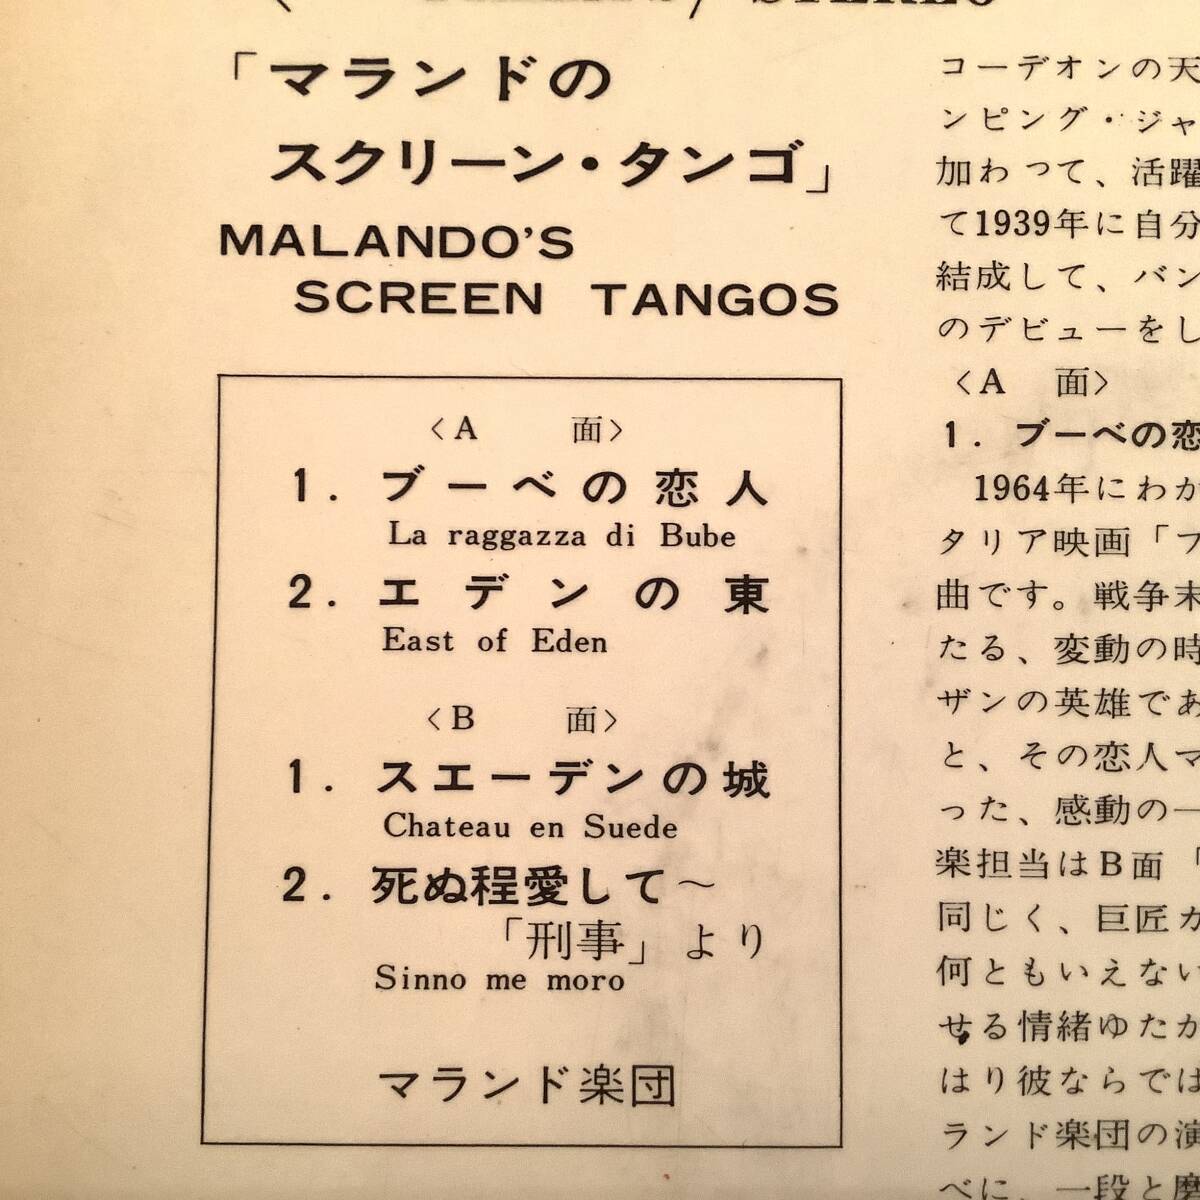 STEREO
「マランドの
スクリーン・タンゴ」
MALANDO'S
SCREEN TANGOS
〈A 面〉
1. ブーベの恋人
La raggazza di Bube
2. エデンの東
East of Eden
〈B 面〉
1. スエーデンの城
Chateau en Suede
2. 死ぬ程愛して～
「刑事」より
Sinno me moro
マランド楽団
コーデオンの天
ンピング・ジャ
加わって、活躍
て1939年に自分
結成して、バン
のデビューをし
〈A 面〉
1. ブーベの恋
1964年にわが
タリア映画「ブ
曲です。戦争末
たる、変動の時
ザンの英雄であ
と、その恋人マ
った、感動の一
楽担当はB面「
同じく、巨匠カ
何ともいえない
せる情緒ゆたか
はり彼ならでは
ランド楽団の演
べに、一段と磨